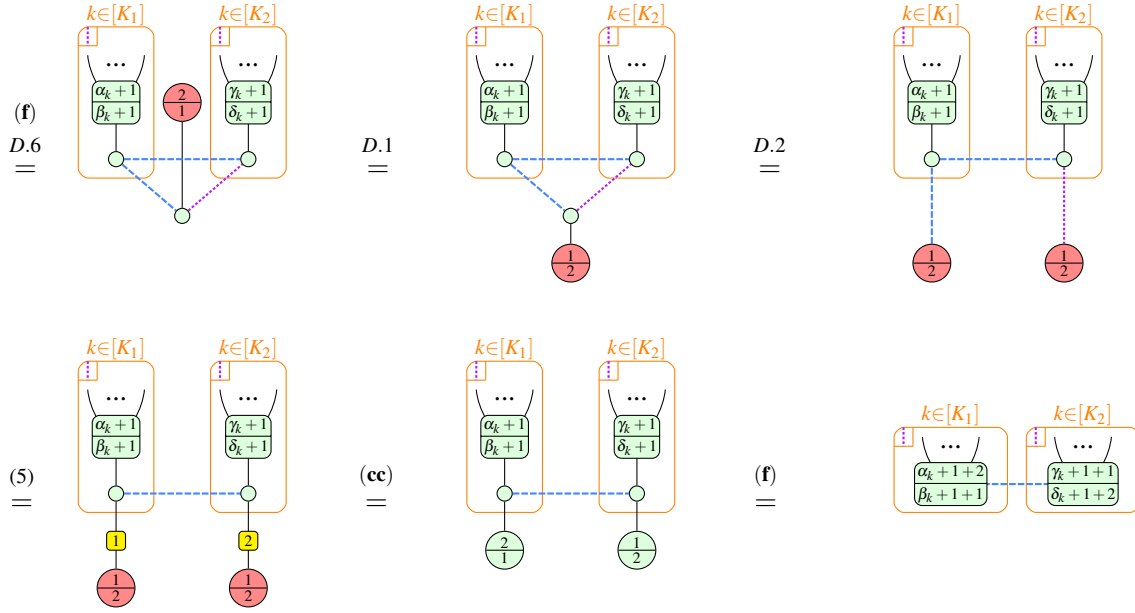 k∈[K₁] k∈[K₂] k∈[K₁] k∈[K₂] k∈[K₁] k∈[K₂]
... ... ... ... ... ...
αₖ + 1 2 γₖ + 1 αₖ + 1 γₖ + 1 αₖ + 1 γₖ + 1
βₖ + 1 1 δₖ + 1 βₖ + 1 δₖ + 1 βₖ + 1 δₖ + 1
(f)
D.6 D.1 D.2
= = =
1 1 1
2 2 2
k∈[K₁] k∈[K₂] k∈[K₁] k∈[K₂]
... ... ... ...
k∈[K₁] k∈[K₂]
... ...
αₖ + 1 γₖ + 1 αₖ + 1 γₖ + 1
βₖ + 1 δₖ + 1 βₖ + 1 δₖ + 1
αₖ + 1 + 2 γₖ + 1 + 1
βₖ + 1 + 1 δₖ + 1 + 2
(5) (cc) (f)
= = =
1 2
2 1
1 2
1 1
2 2